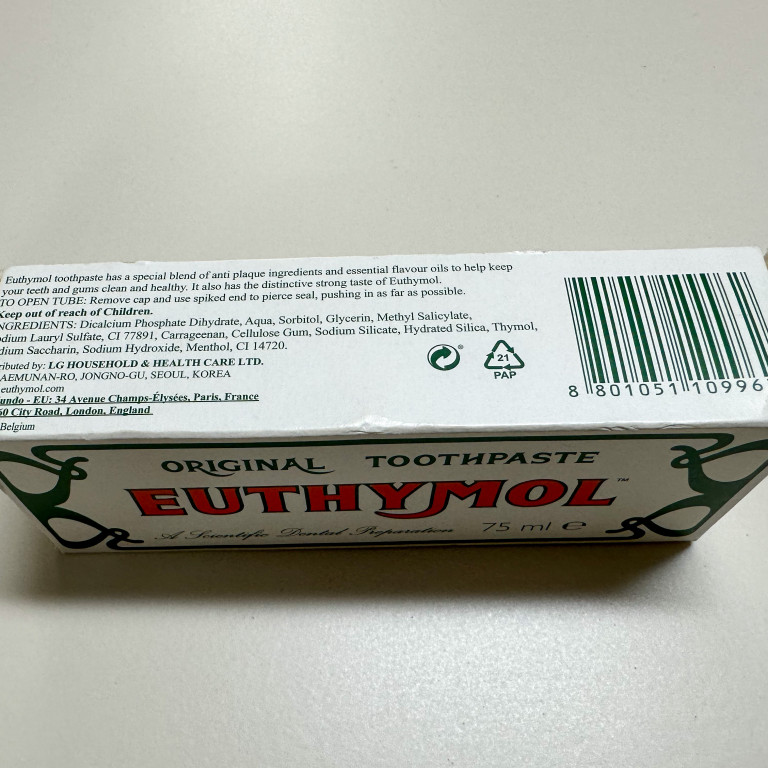 Euthymol toothpaste has a special blend of anti plaque ingredients and essential flavour oils to help keep
your teeth and gums clean and healthy. It also has the distinctive strong taste of Euthymol.
TO OPEN TUBE: Remove cap and use spiked end to pierce seal, pushing in as far as possible.
Keep out of reach of Children.
NGREDIENTS: Dicalcium Phosphate Dihydrate, Aqua, Sorbitol, Glycerin, Methyl Salicylate,
odium Lauryl Sulfate, CI 77891, Carrageenan, Cellulose Gum, Sodium Silicate, Hydrated Silica, Thymol,
dium Saccharin, Sodium Hydroxide, Menthol, CI 14720.
ributed by: LG HOUSEHOLD & HEALTH CARE LTD.
AEMUNAN-RO, JONGNO-GU, SEOUL, KOREA
euthymol.com
undo - EU: 34 Avenue Champs-Élysées, Paris, France
60 City Road, London, England
Belgium
21
PAP
8 801051 10996
ORIGINAL TOOTHPASTE
EUTHYMOL™
A Scientific Dental Preparation 75 ml ℮